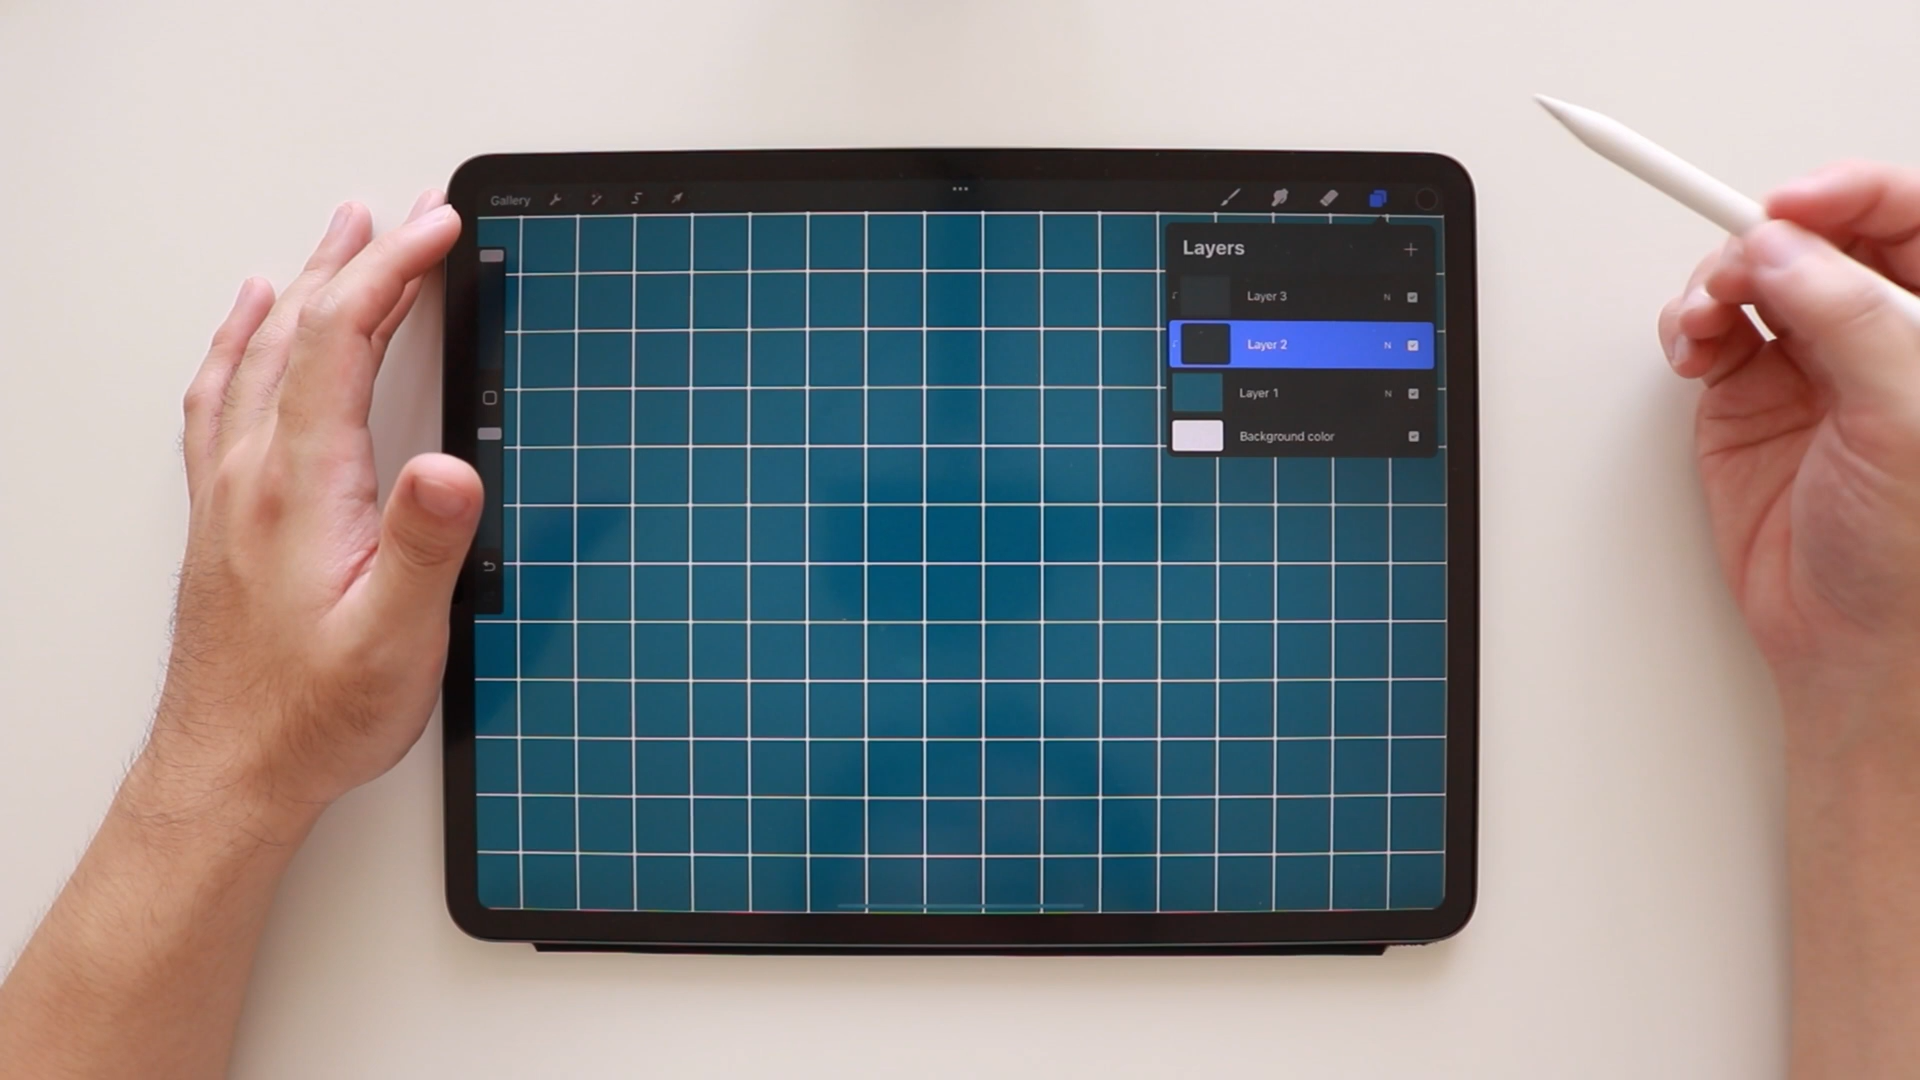 Gallery
Layers
Layer 3 N
Layer 2 N
Layer 1 N
Background color